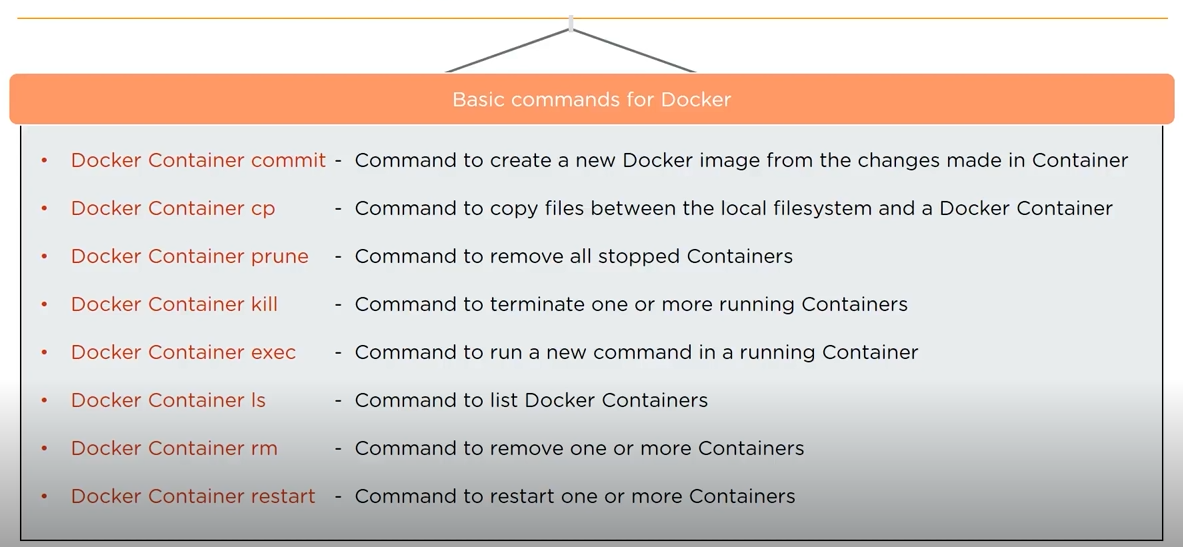 Basic commands for Docker
• Docker Container commit - Command to create a new Docker image from the changes made in Container
• Docker Container cp - Command to copy files between the local filesystem and a Docker Container
• Docker Container prune - Command to remove all stopped Containers
• Docker Container kill - Command to terminate one or more running Containers
• Docker Container exec - Command to run a new command in a running Container
• Docker Container ls - Command to list Docker Containers
• Docker Container rm - Command to remove one or more Containers
• Docker Container restart - Command to restart one or more Containers